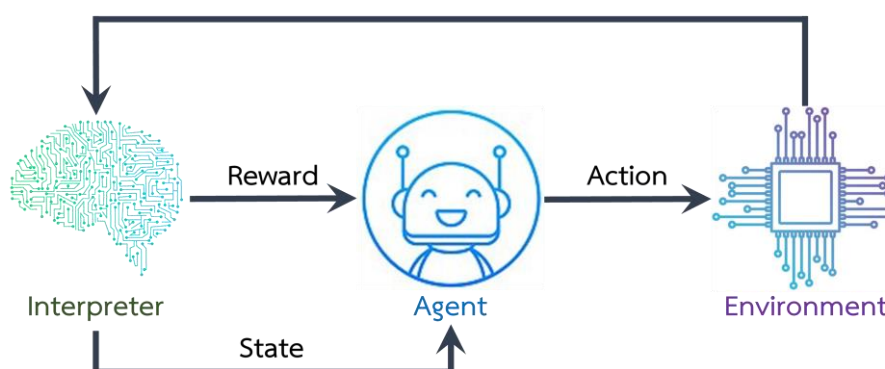 Reward
Action
Interpreter
Agent
Environment
State